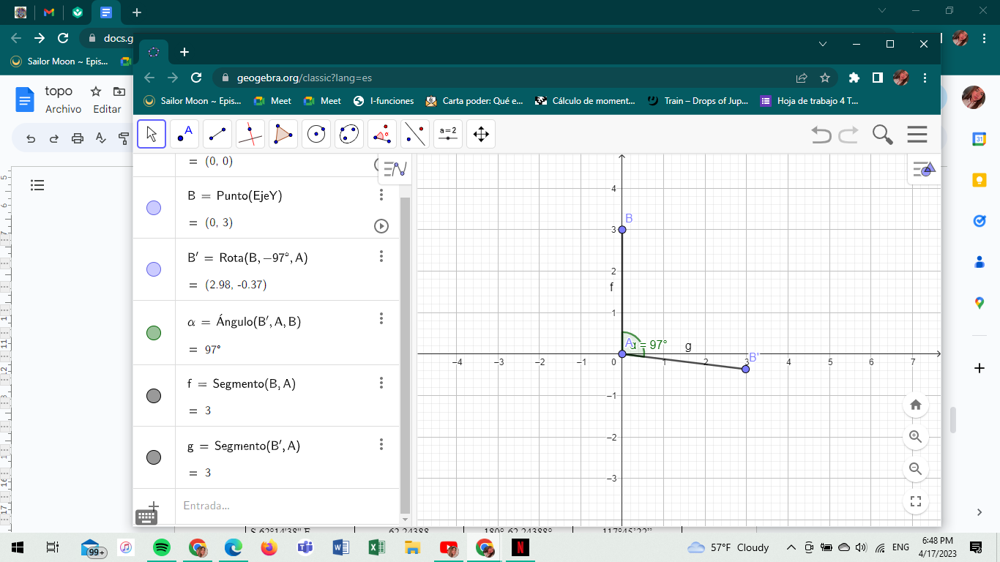 docs.g
Sailor Moon ~ Epis...
topo
Archivo Editar
geogebra.org/classic?lang=es
Sailor Moon ~ Epis... Meet Meet I-funciones Carta poder: Qué e... Cálculo de moment... Train – Drops of Jup... Hoja de trabajo 4 T...
A
a = 2
= (0, 0)
B = Punto(EjeY)
= (0, 3)
B′ = Rota(B, −97°, A)
= (2.98, -0.37)
α = Ángulo(B′, A, B)
= 97°
f = Segmento(B, A)
= 3
g = Segmento(B′, A)
= 3
Entrada...
4
B
3
2
f
1
A α = 97° g
B'
−4 −3 −2 −1 0 1 2 3 4 5 6 7
−1
−2
−3
31
S 62°14'38" E 62.24388 180°-62.24388° 117°45'22"
99+
57°F Cloudy
ENG
6:48 PM
4/17/2023